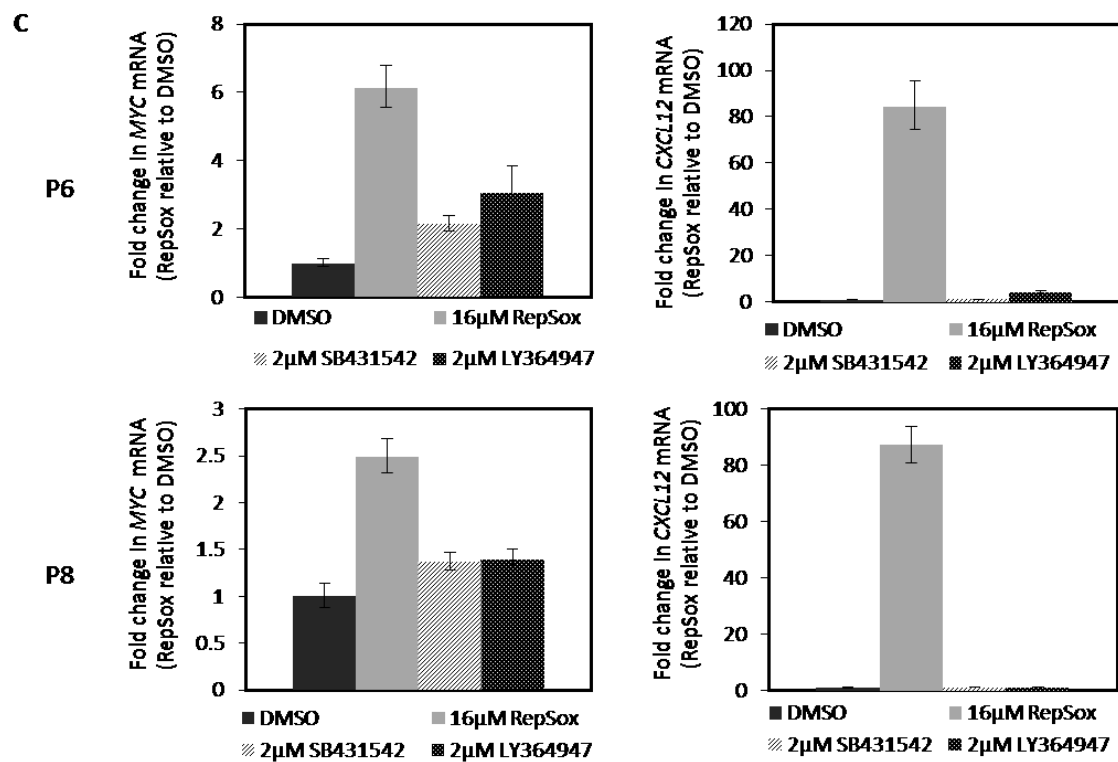 C
P6
Fold change in MYC mRNA
(RepSox relative to DMSO)
8
6
4
2
0
DMSO
16µM RepSox
2µM SB431542
2µM LY364947
Fold change in CXCL12 mRNA
(RepSox relative to DMSO)
120
100
80
60
40
20
0
DMSO
16µM RepSox
2µM SB431542
2µM LY364947
P8
Fold change in MYC mRNA
(RepSox relative to DMSO)
3
2.5
2
1.5
1
0.5
0
DMSO
16µM RepSox
2µM SB431542
2µM LY364947
Fold change in CXCL12 mRNA
(RepSox relative to DMSO)
100
80
60
40
20
0
DMSO
16µM RepSox
2µM SB431542
2µM LY364947